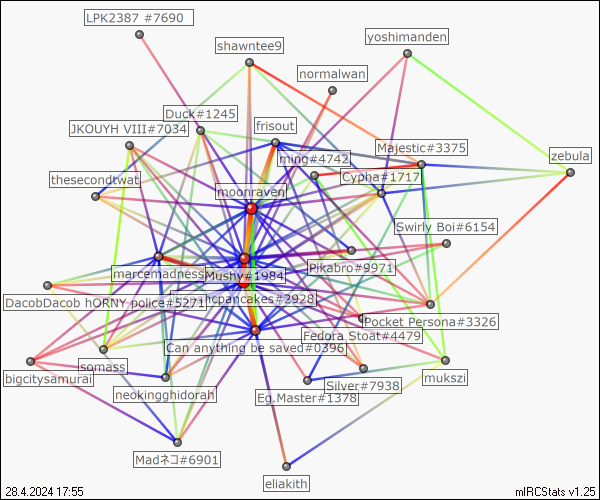 LPK2387 #7690
yoshimanden
shawntee9
normalwan
Duck#1245
frisout
JKOUYH VIII#7034
Majestic#3375
zebula
ming#4742
Cypha#1717
thesecondtwat
moonraven
Swirly Boi#6154
Pikabro#9971
marcemadness
Mushy#1984
DacobDacob hORNY police#5271
ncpancakes#2928
Pocket Persona#3326
Fedora Stoat#4479
Can anything be saved#0396
somass
bigcitysamurai
mukszi
Silver#7938
neokingghidorah
Eg.Master#1378
Madネコ#6901
eliakith
28.4.2024 17:55
mIRCStats v1.25